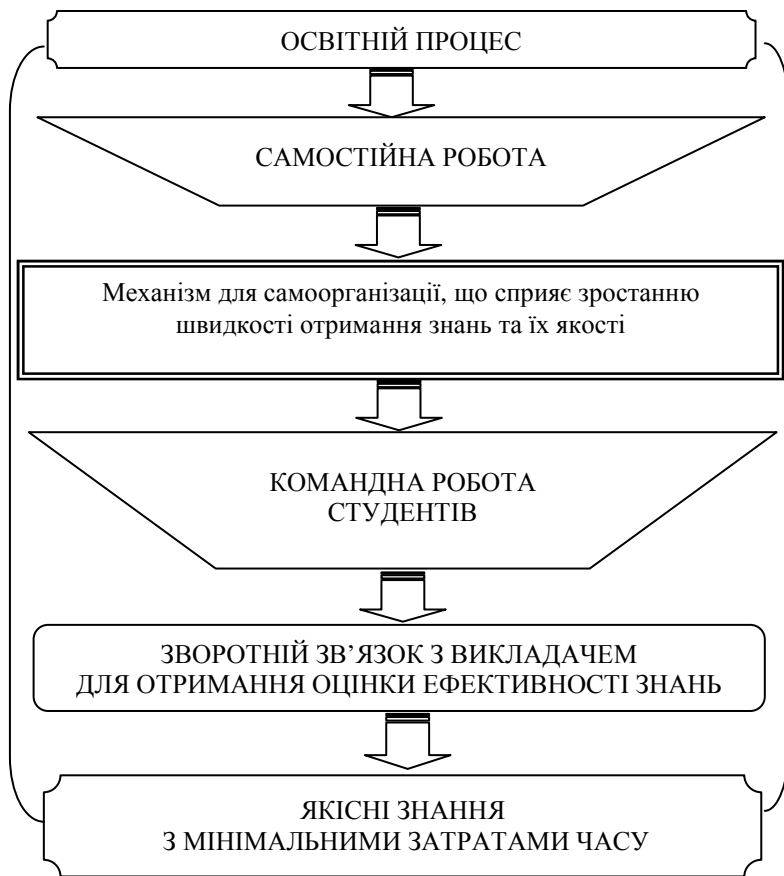 ОСВІТНІЙ ПРОЦЕС
САМОСТІЙНА РОБОТА
Механізм для самоорганізації, що сприяє зростанню
швидкості отримання знань та їх якості
КОМАНДНА РОБОТА
СТУДЕНТІВ
ЗВОРОТНІЙ ЗВ’ЯЗОК З ВИКЛАДАЧЕМ
ДЛЯ ОТРИМАННЯ ОЦІНКИ ЕФЕКТИВНОСТІ ЗНАНЬ
ЯКІСНІ ЗНАННЯ
З МІНІМАЛЬНИМИ ЗАТРАТАМИ ЧАСУ